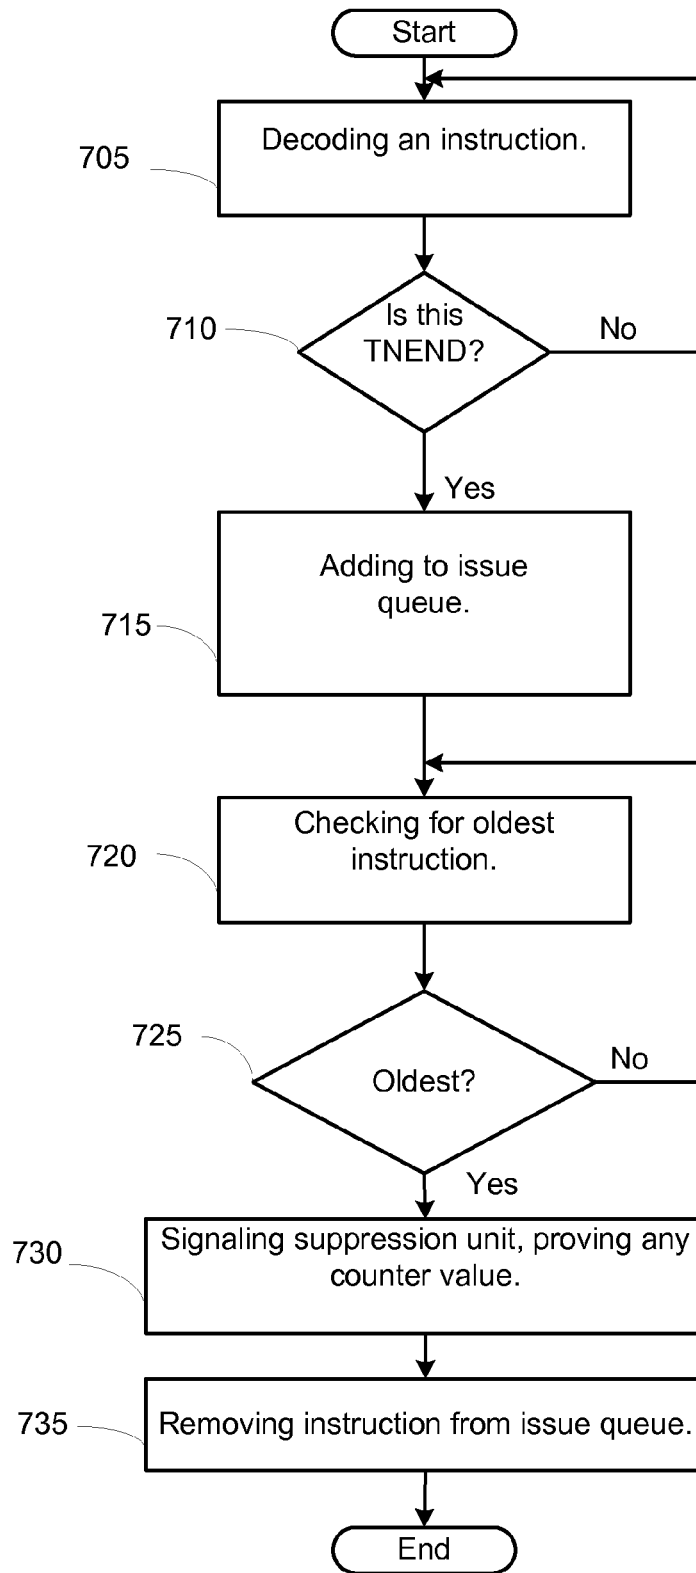 Start
Decoding an instruction.
705
Is this
TNEND?
710
No
Yes
Adding to issue
queue.
715
Checking for oldest
instruction.
720
725
Oldest?
No
Yes
Signaling suppression unit, proving any
counter value.
730
735
Removing instruction from issue queue.
End